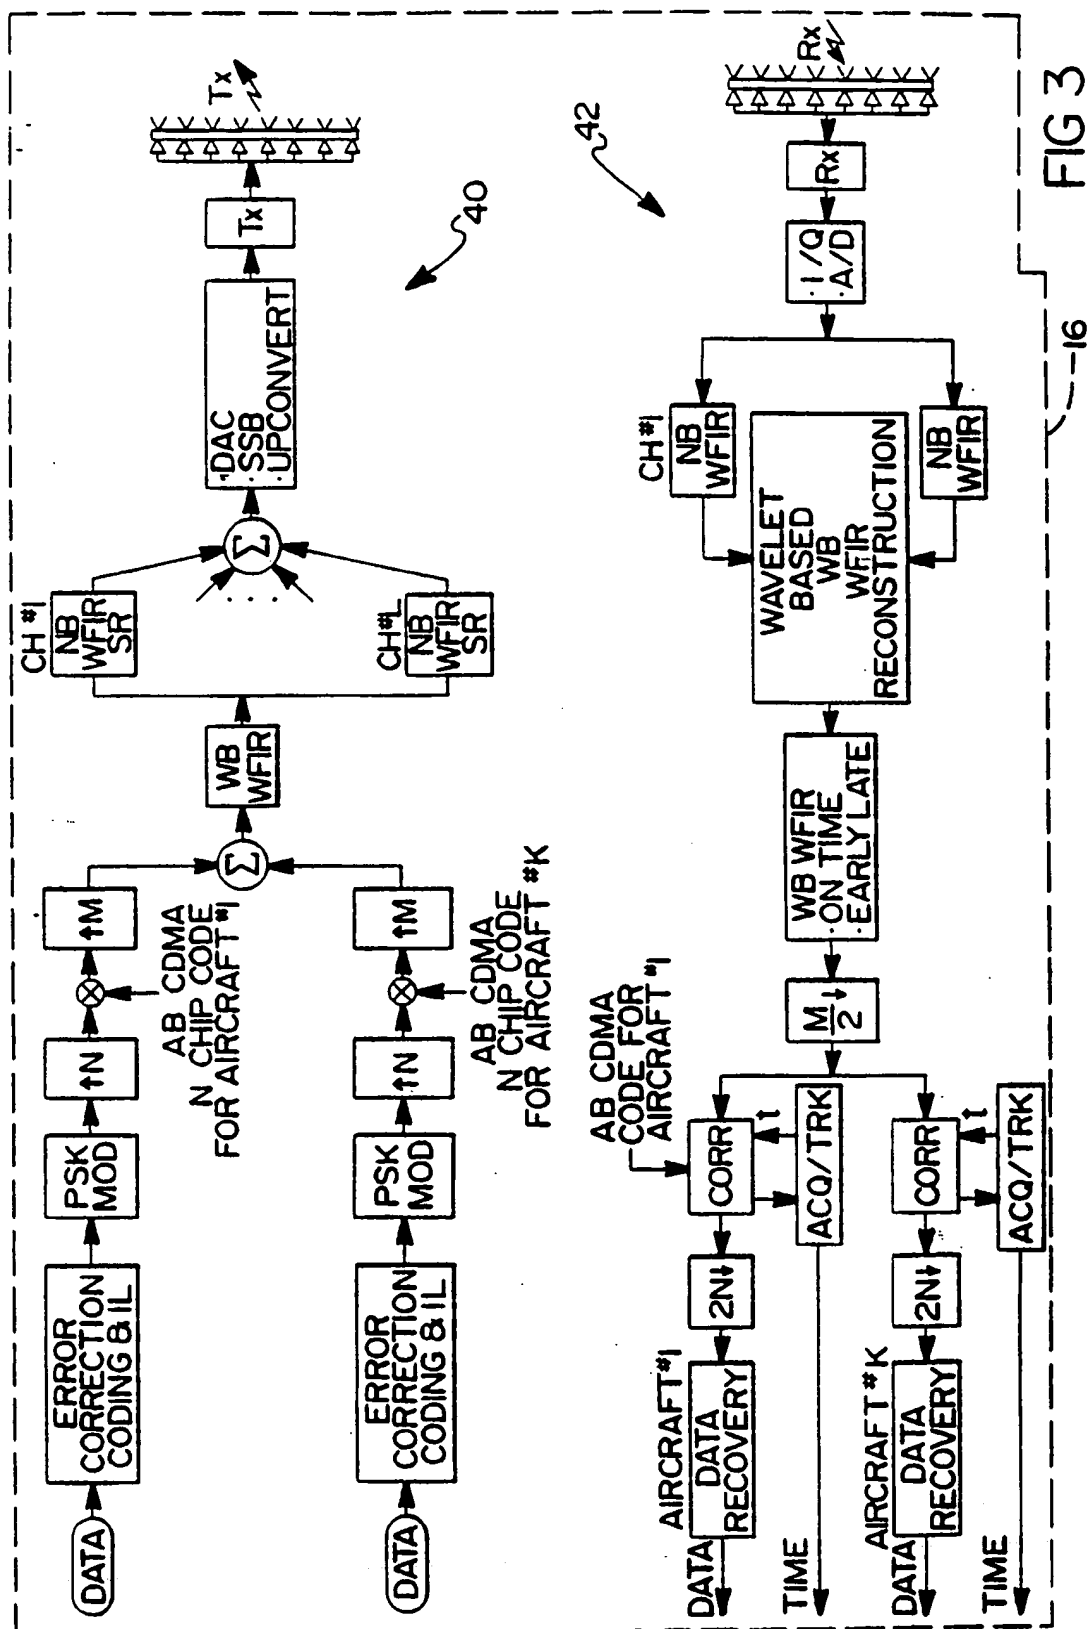 DATA
ERROR
CORRECTION
CODING & IL
PSK
MOD
↑N
AB CDMA
N CHIP CODE
FOR AIRCRAFT #1
↑M
DATA
ERROR
CORRECTION
CODING & IL
PSK
MOD
↑N
AB CDMA
N CHIP CODE
FOR AIRCRAFT #K
↑M
Σ
WB
WFIR
CH #1
NB
WFIR
SR
CH #L
NB
WFIR
SR
. . .
Σ
·DAC
·SSB
·UPCONVERT
Tx
Tx
40
42
Rx
Rx
·I/Q
·A/D
CH #1
NB
WFIR
NB
WFIR
WAVELET
BASED
WB
WFIR
RECONSTRUCTION
WB WFIR
·ON TIME
·EARLY LATE
M/2↓
AB CDMA
CODE FOR
AIRCRAFT #1
CORR
t
ACQ/TRK
2N↓
AIRCRAFT #1
DATA
RECOVERY
DATA
TIME
CORR
t
ACQ/TRK
2N↓
AIRCRAFT #K
DATA
RECOVERY
DATA
TIME
16
FIG 3